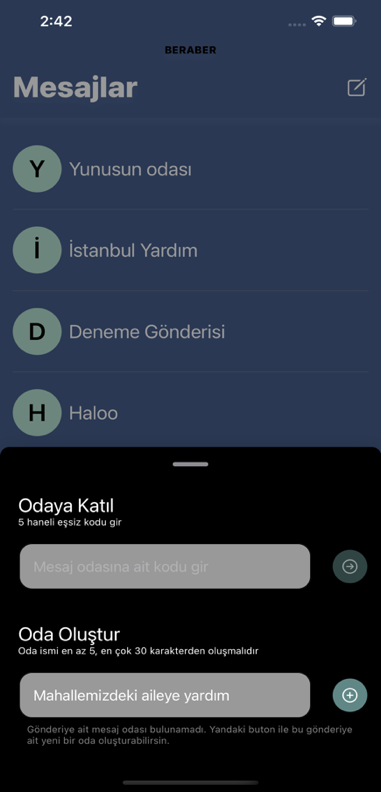 2:42
BERABER
Mesajlar
Y Yunusun odası
İ İstanbul Yardım
D Deneme Gönderisi
H Haloo
Odaya Katıl
5 haneli eşsiz kodu gir
Mesaj odasına ait kodu gir
Oda Oluştur
Oda ismi en az 5, en çok 30 karakterden oluşmalıdır
Mahallemizdeki aileye yardım
Gönderiye ait mesaj odası bulunamadı. Yandaki buton ile bu gönderiye
ait yeni bir oda oluşturabilirsin.